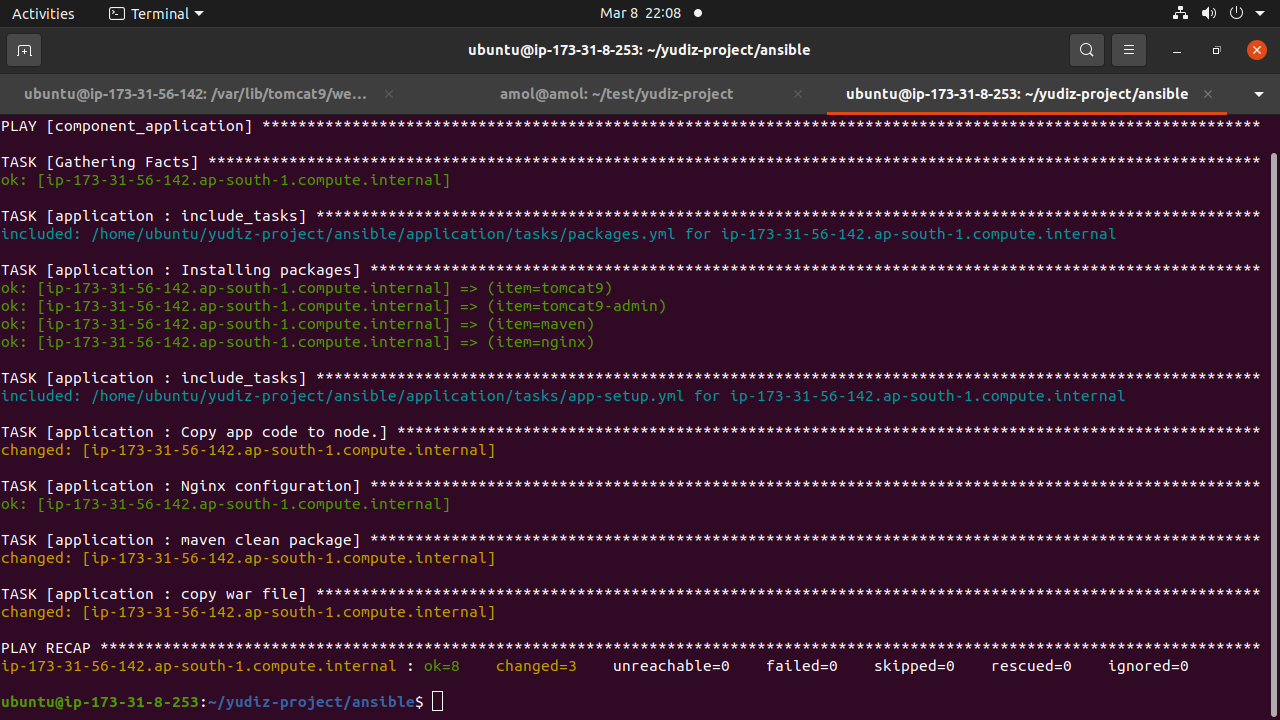 Activities Terminal Mar 8 22:08
ubuntu@ip-173-31-8-253: ~/yudiz-project/ansible
ubuntu@ip-173-31-56-142: /var/lib/tomcat9/we... amol@amol: ~/test/yudiz-project ubuntu@ip-173-31-8-253: ~/yudiz-project/ansible
PLAY [component_application] ***************************************************************************************************************
TASK [Gathering Facts] *********************************************************************************************************************
ok: [ip-173-31-56-142.ap-south-1.compute.internal]
TASK [application : include_tasks] *********************************************************************************************************
included: /home/ubuntu/yudiz-project/ansible/application/tasks/packages.yml for ip-173-31-56-142.ap-south-1.compute.internal
TASK [application : Installing packages] ***************************************************************************************************
ok: [ip-173-31-56-142.ap-south-1.compute.internal] => (item=tomcat9)
ok: [ip-173-31-56-142.ap-south-1.compute.internal] => (item=tomcat9-admin)
ok: [ip-173-31-56-142.ap-south-1.compute.internal] => (item=maven)
ok: [ip-173-31-56-142.ap-south-1.compute.internal] => (item=nginx)
TASK [application : include_tasks] *********************************************************************************************************
included: /home/ubuntu/yudiz-project/ansible/application/tasks/app-setup.yml for ip-173-31-56-142.ap-south-1.compute.internal
TASK [application : Copy app code to node.] ************************************************************************************************
changed: [ip-173-31-56-142.ap-south-1.compute.internal]
TASK [application : Nginx configuration] ***************************************************************************************************
ok: [ip-173-31-56-142.ap-south-1.compute.internal]
TASK [application : maven clean package] ***************************************************************************************************
changed: [ip-173-31-56-142.ap-south-1.compute.internal]
TASK [application : copy war file] *********************************************************************************************************
changed: [ip-173-31-56-142.ap-south-1.compute.internal]
PLAY RECAP *********************************************************************************************************************************
ip-173-31-56-142.ap-south-1.compute.internal : ok=8    changed=3    unreachable=0    failed=0    skipped=0    rescued=0    ignored=0
ubuntu@ip-173-31-8-253:~/yudiz-project/ansible$